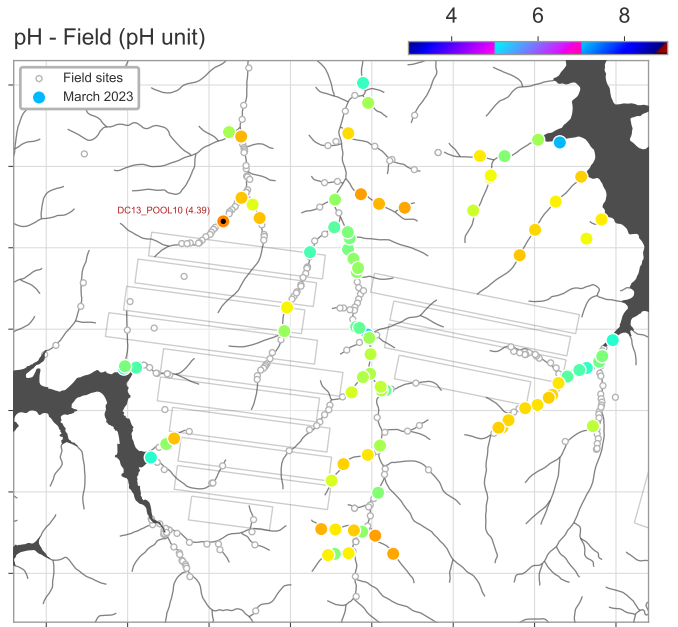 4 6 8
pH - Field (pH unit)
Field sites
March 2023
DC13_POOL10 (4.39)